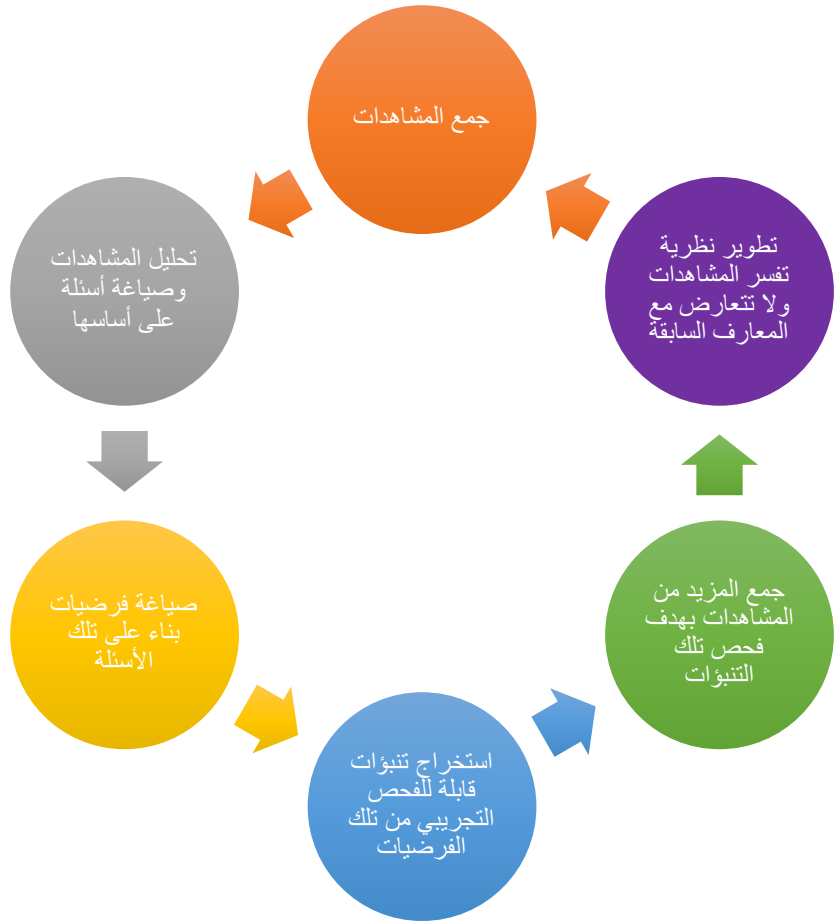 جمع المشاهدات
تحليل المشاهدات
وصياغة أسئلة
على أساسها
صياغة فرضيات
بناء على تلك
الأسئلة
استخراج تنبؤات
قابلة للفحص
التجريبي من تلك
الفرضيات
جمع المزيد من
المشاهدات بهدف
فحص تلك
التنبؤات
تطوير نظرية
تفسر المشاهدات
ولا تتعارض مع
المعارف السابقة